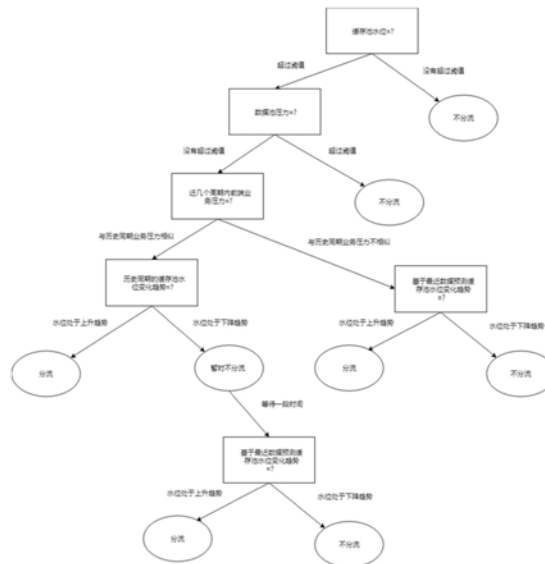 缓存池水位=?
超过阈值
没有超过阈值
数据池压力=?
不分流
没有超过阈值
超过阈值
近几个周期内前端业
务压力=?
不分流
与历史同期业务压力相似
与历史同期业务压力不相似
历史同期的缓存池水
位变化趋势=?
基于最近数据预测缓
存池水位变化趋势
=?
水位处于上升趋势
水位处于下降趋势
水位处于上升趋势
水位处于下降趋势
分流
暂时不分流
分流
不分流
等待一段时间
基于最近数据预测缓
存池水位变化趋势
=?
水位处于上升趋势
水位处于下降趋势
分流
不分流